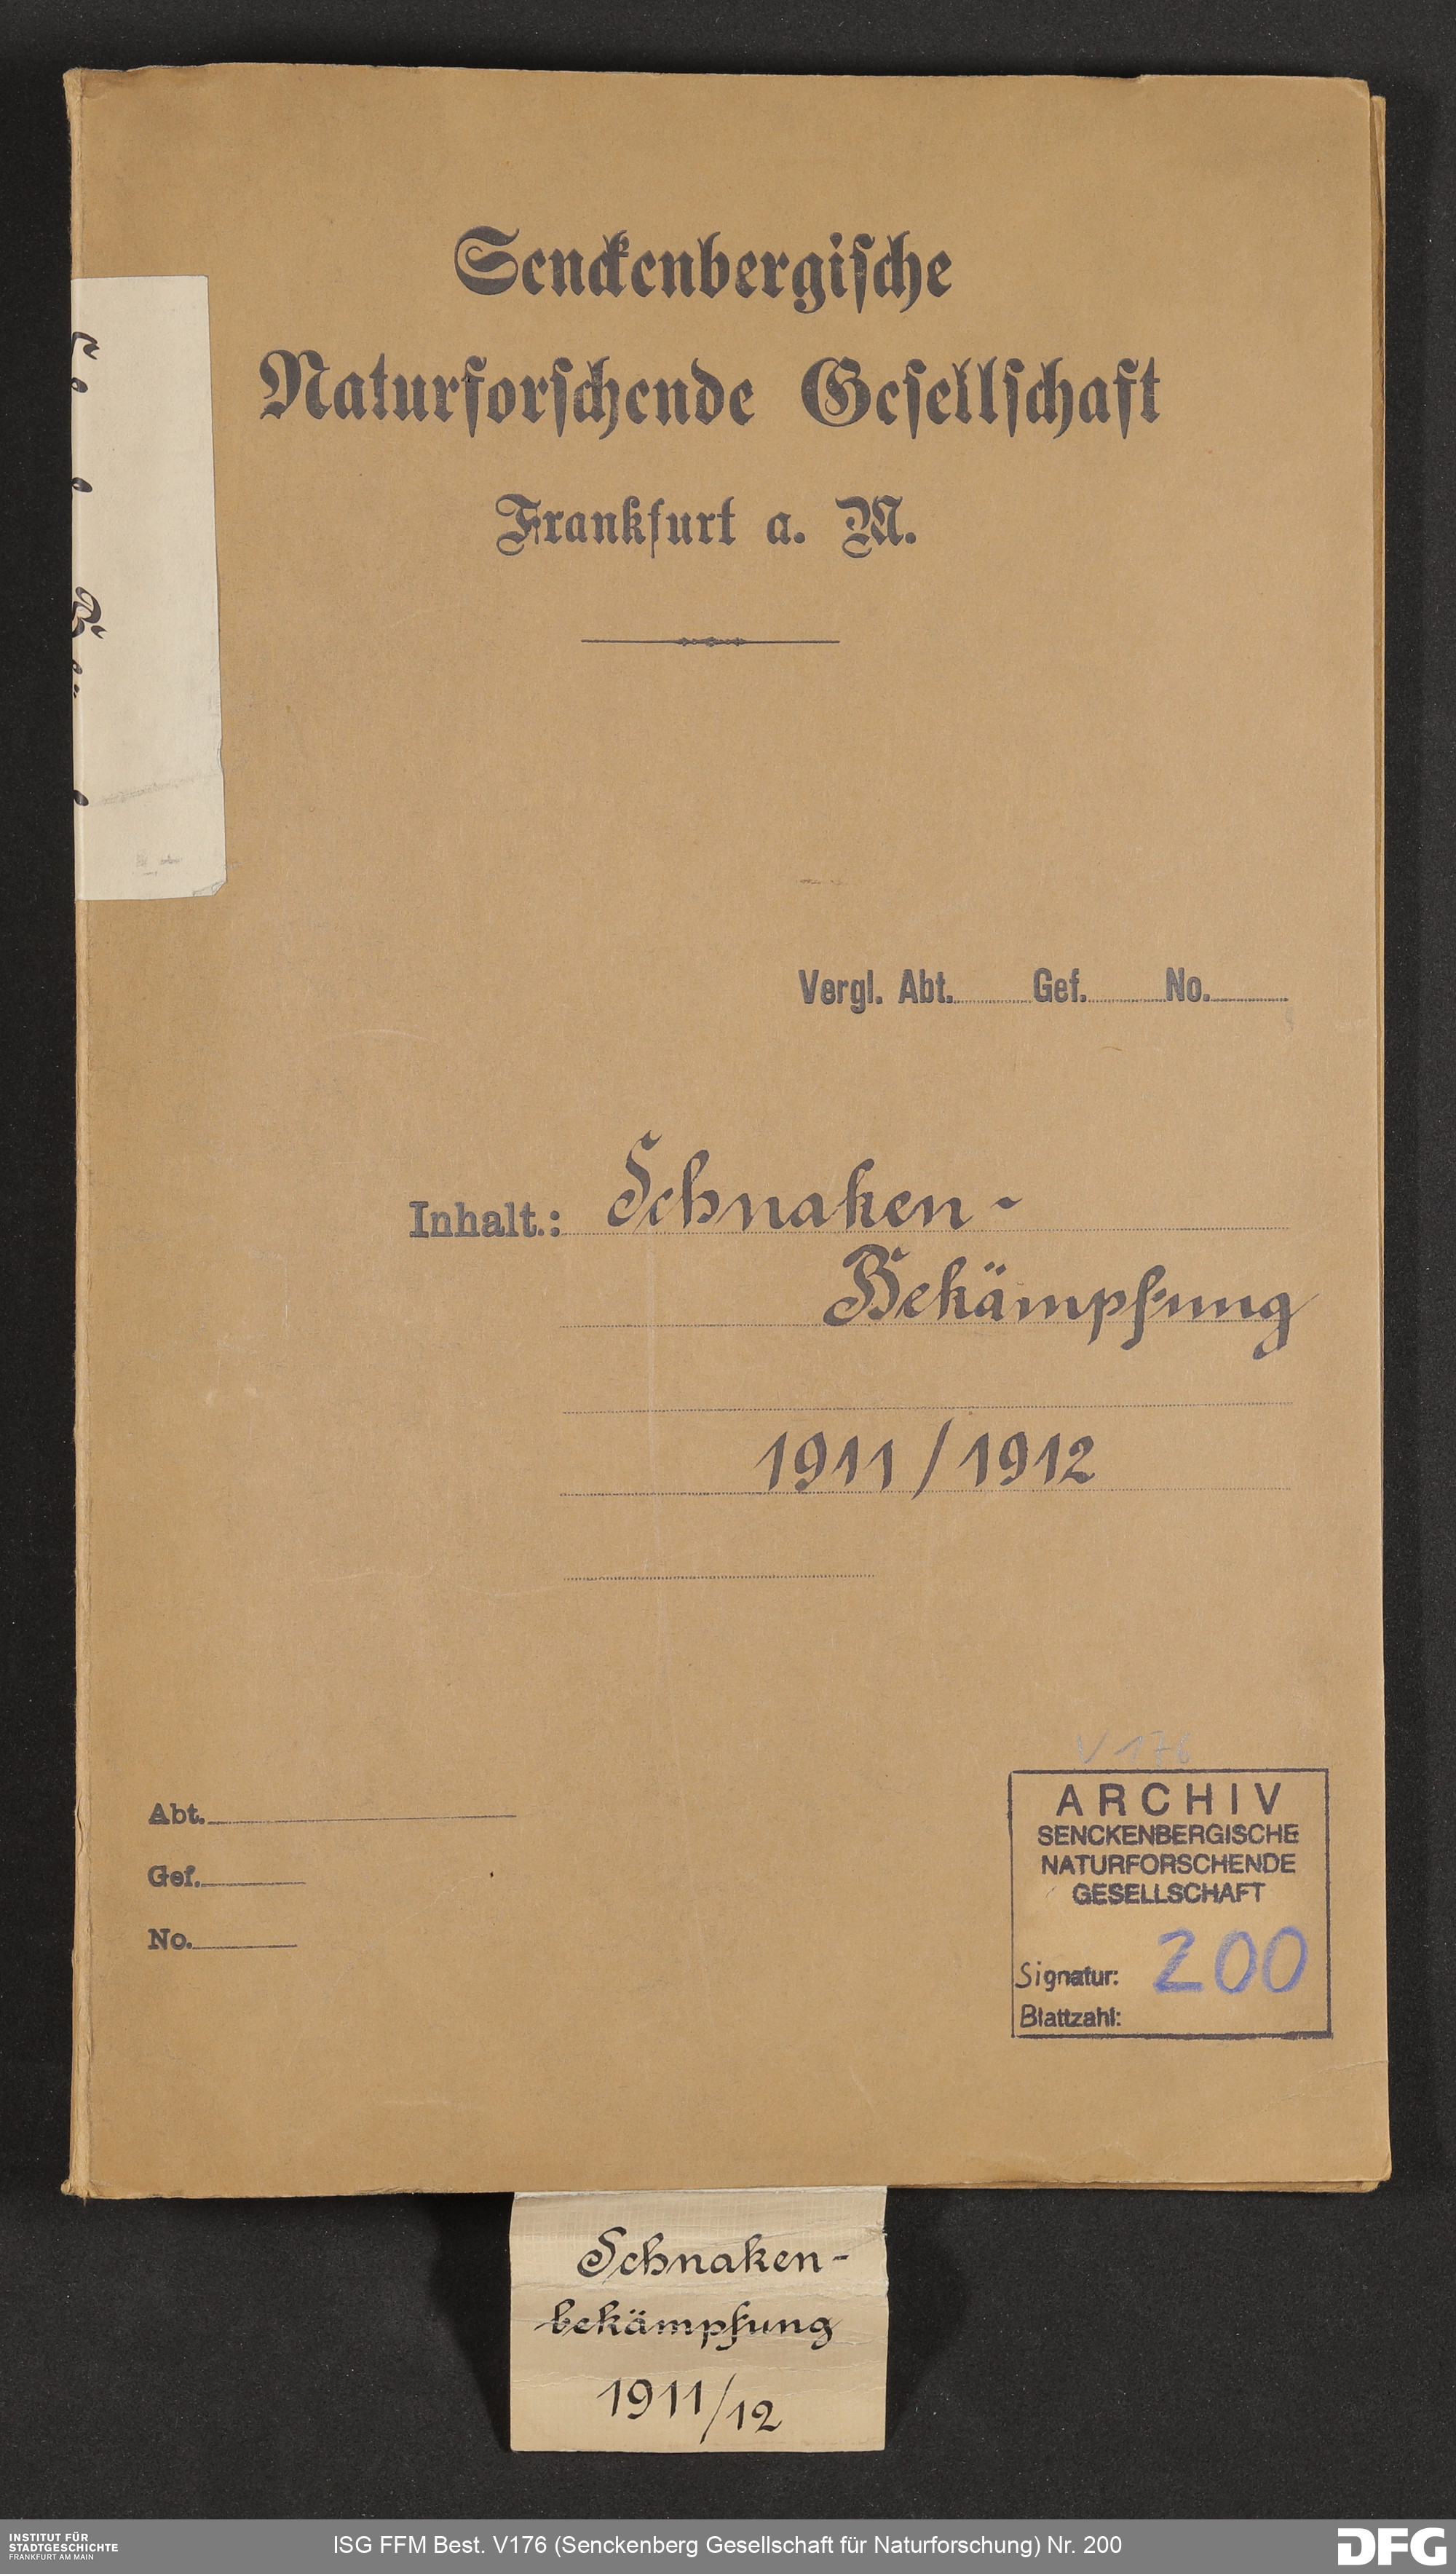 Senckenbergische
Naturforschende Gesellschaft
Frankfurt a. M.
Vergl. Abt. Gef. No.
Inhalt.: Schnaken-
Bekämpfung
1911/1912
Abt.
Gef.
No.
V 176
ARCHIV
SENCKENBERGISCHE
NATURFORSCHENDE
GESELLSCHAFT
Signatur: 200
Blattzahl:
Schnaken-
bekämpfung
1911/12
INSTITUT FÜR
STADTGESCHICHTE
FRANKFURT AM MAIN
ISG FFM Best. V176 (Senckenberg Gesellschaft für Naturforschung) Nr. 200
DFG